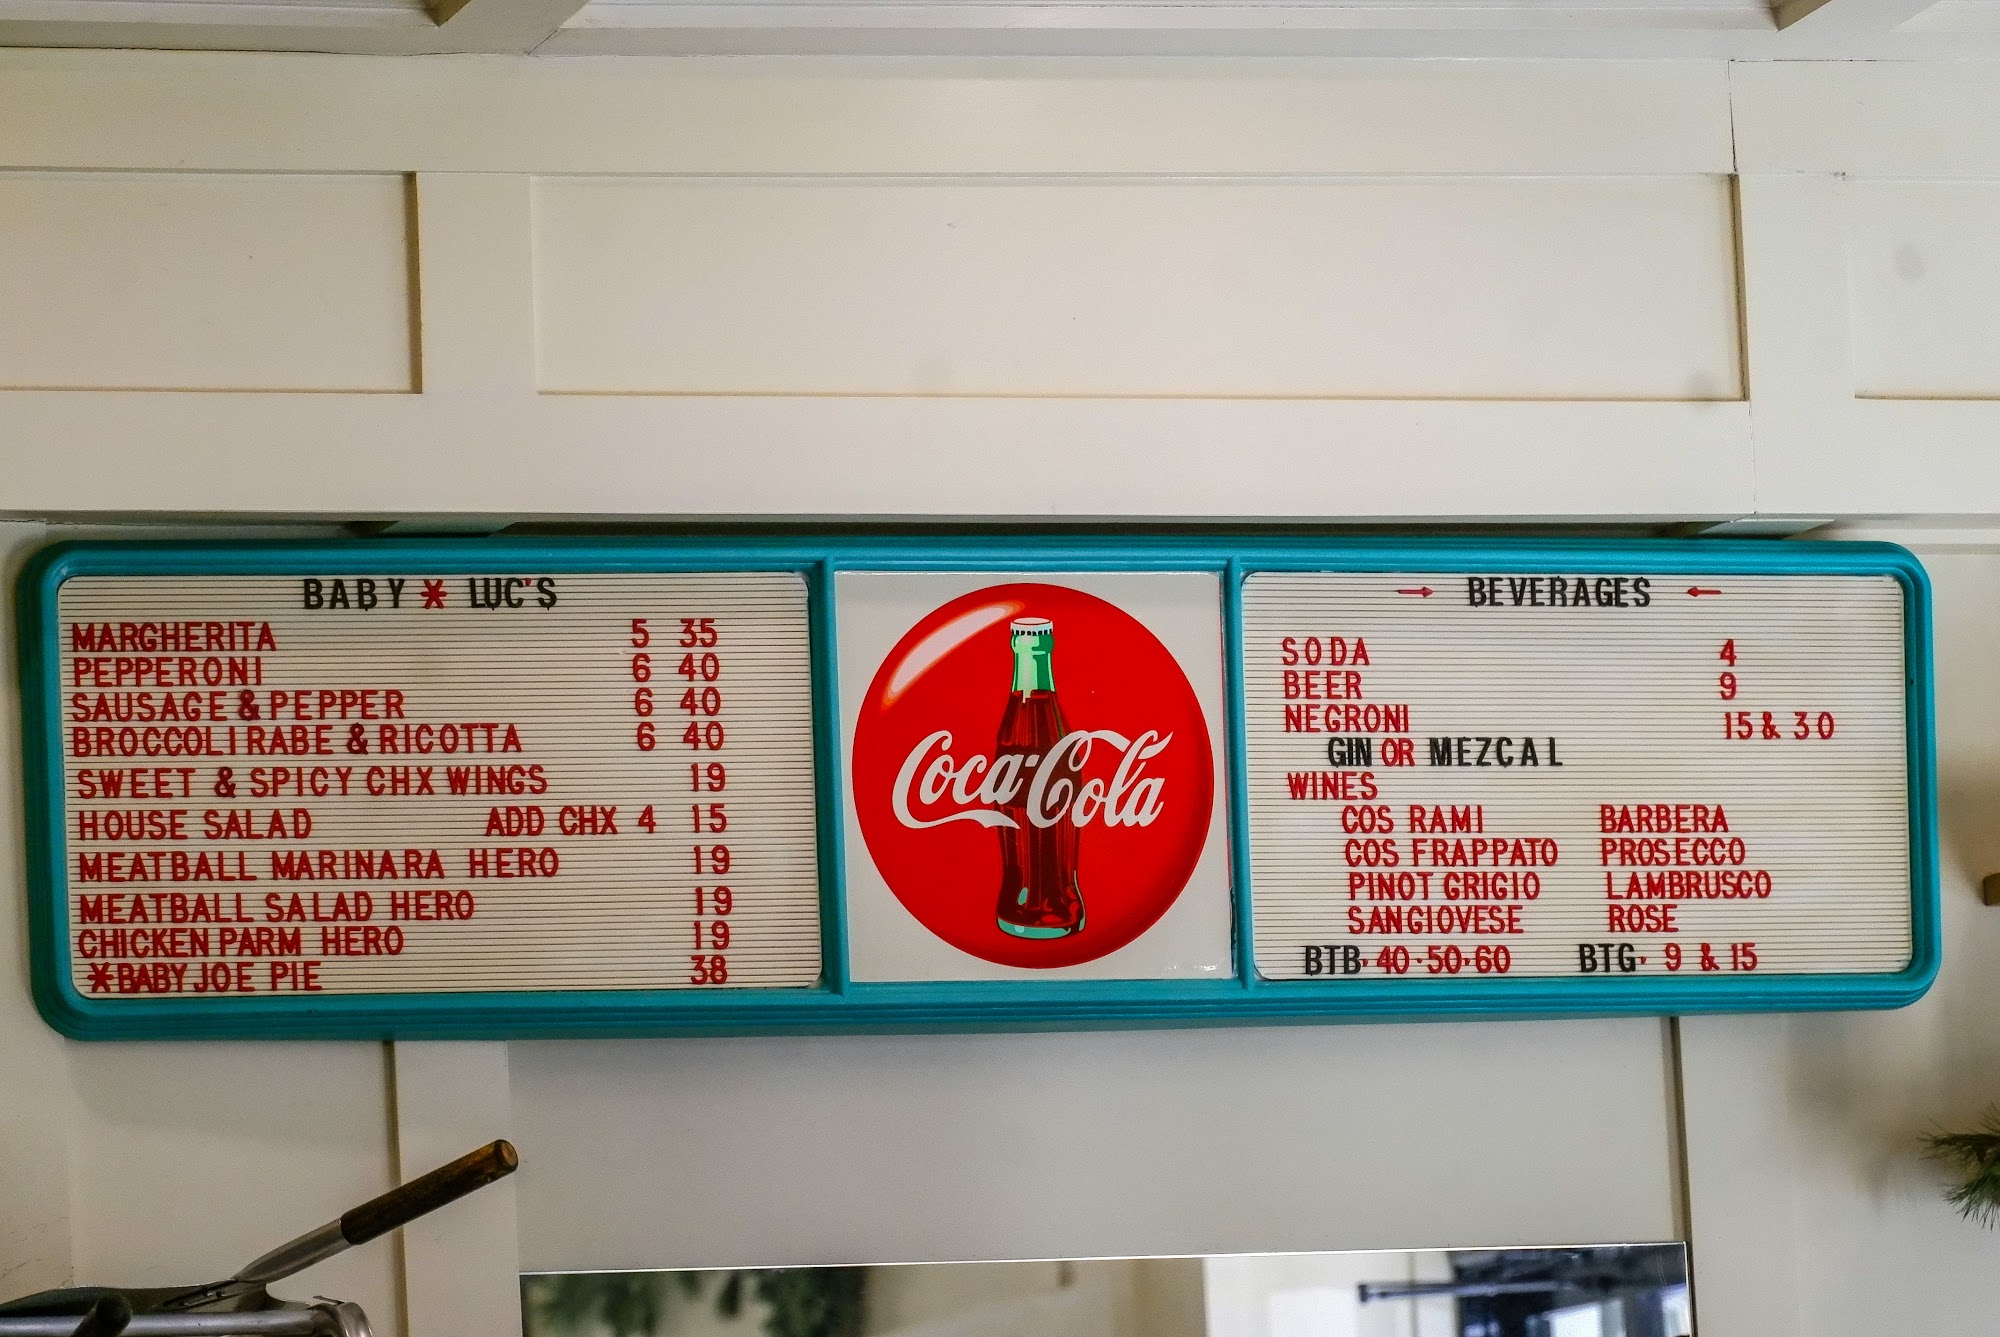 BABY * LUC'S
MARGHERITA 5 35
PEPPERONI 6 40
SAUSAGE & PEPPER 6 40
BROCCOLI RABE & RICOTTA 6 40
SWEET & SPICY CHX WINGS 19
HOUSE SALAD ADD CHX 4 15
MEATBALL MARINARA HERO 19
MEATBALL SALAD HERO 19
CHICKEN PARM HERO 19
*BABY JOE PIE 38
Coca-Cola
→ BEVERAGES ←
SODA 4
BEER 9
NEGRONI 15 & 30
GIN OR MEZCAL
WINES
COS RAMI BARBERA
COS FRAPPATO PROSECCO
PINOT GRIGIO LAMBRUSCO
SANGIOVESE ROSE
BTB· 40·50·60 BTG· 9 & 15